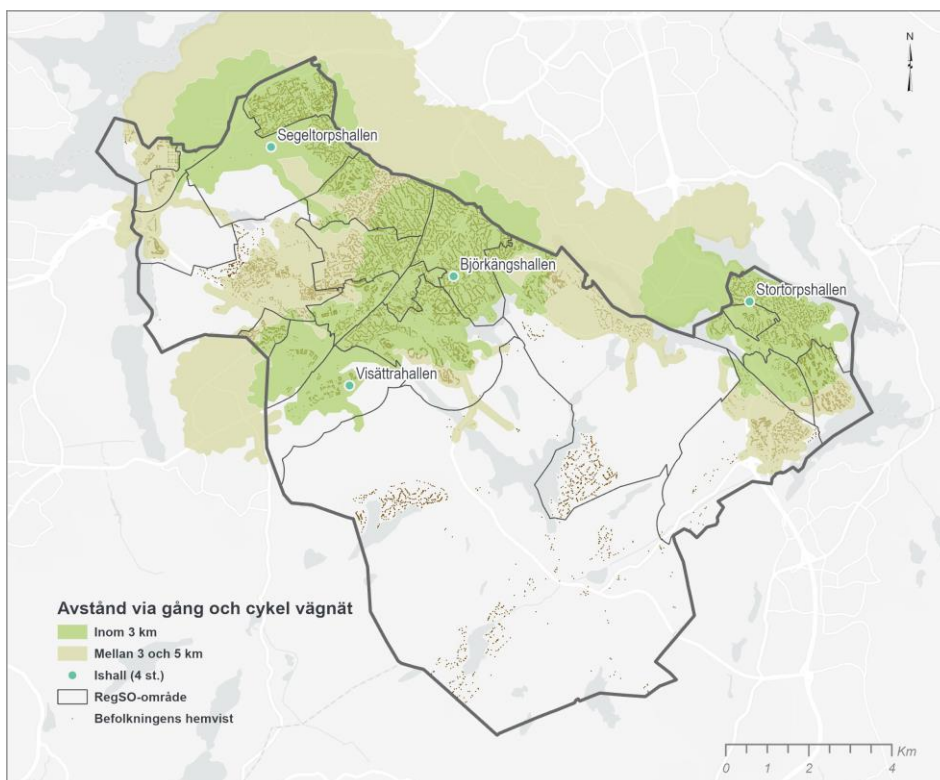 N
Segeltorpshallen
Björkängshallen
Stortorpshallen
Visättrahallen
Avstånd via gång och cykel vägnät
Inom 3 km
Mellan 3 och 5 km
Ishall (4 st.)
RegSO-område
Befolkningens hemvist
Km
0 1 2 4